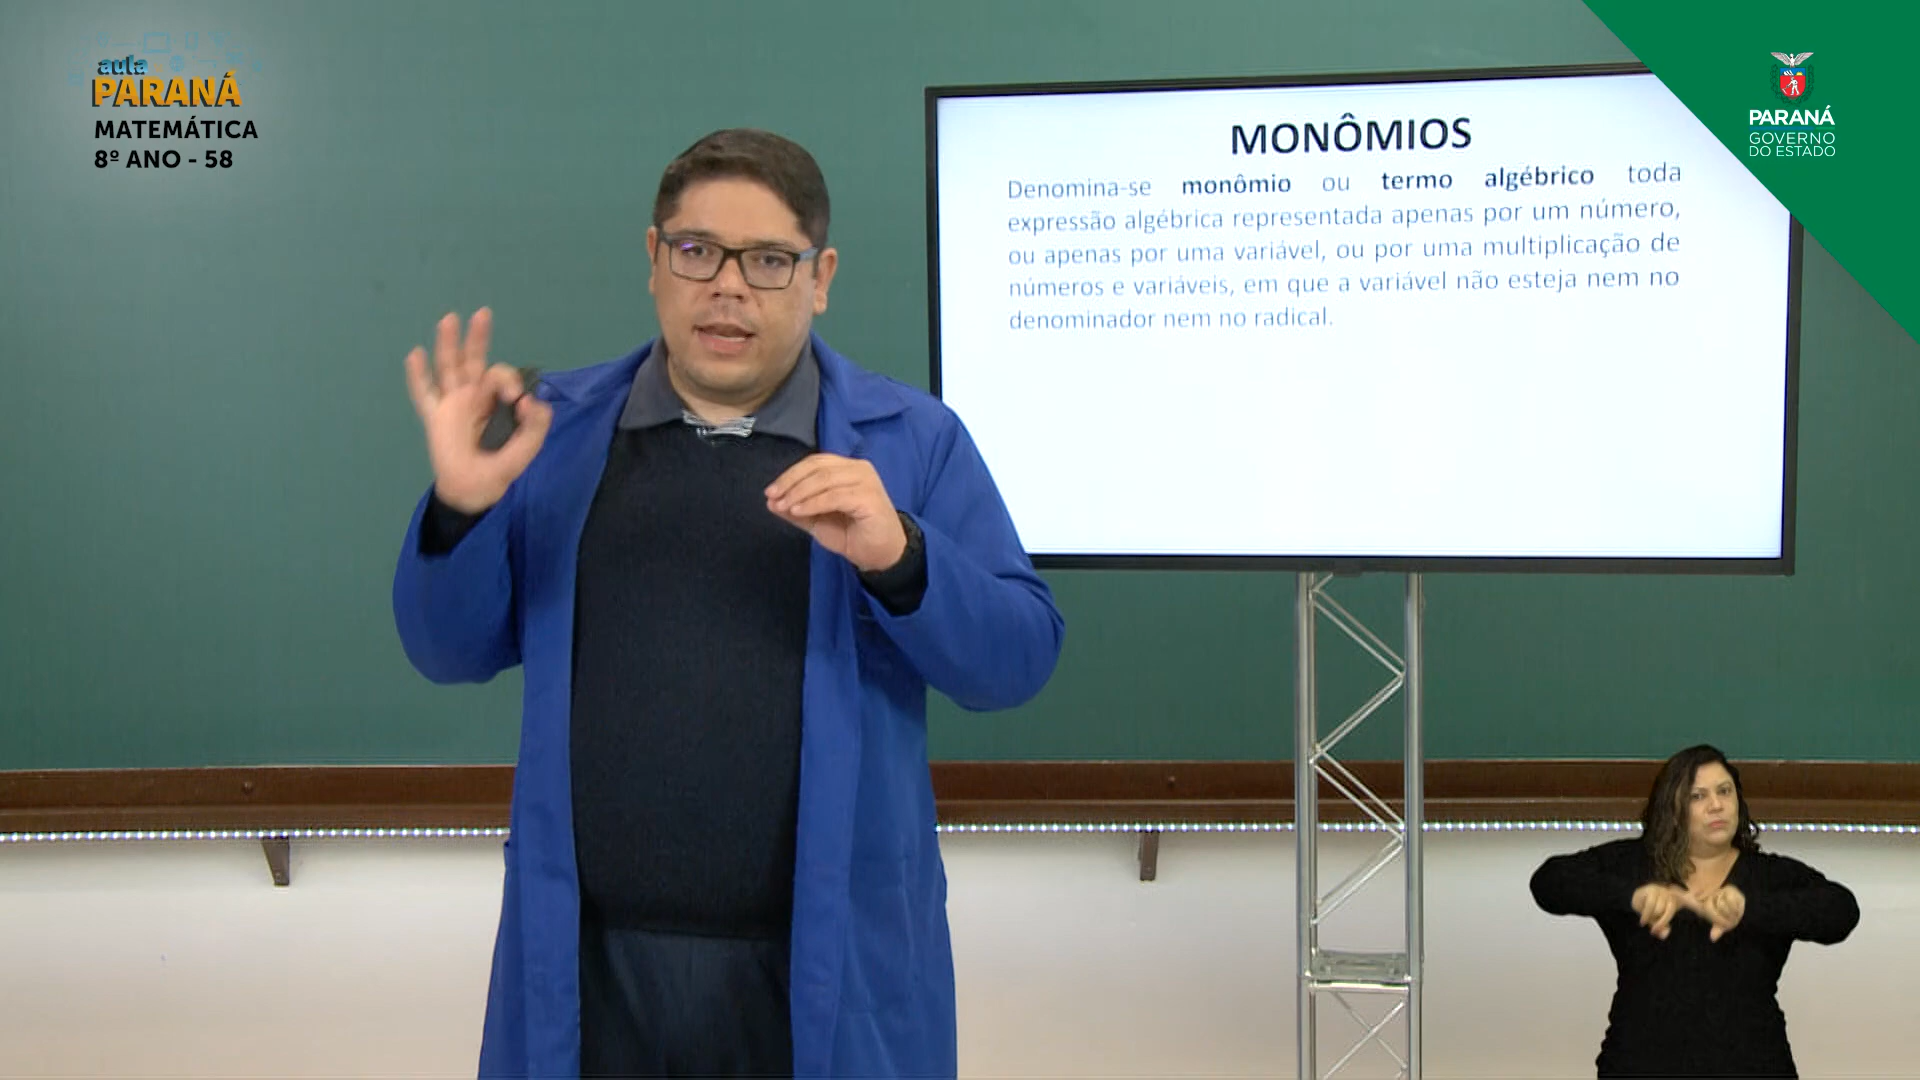 aula
PARANÁ
MATEMÁTICA
8º ANO - 58
MONÔMIOS
Denomina-se monômio ou termo algébrico toda
expressão algébrica representada apenas por um número,
ou apenas por uma variável, ou por uma multiplicação de
números e variáveis, em que a variável não esteja nem no
denominador nem no radical.
PARANÁ
GOVERNO
DO ESTADO